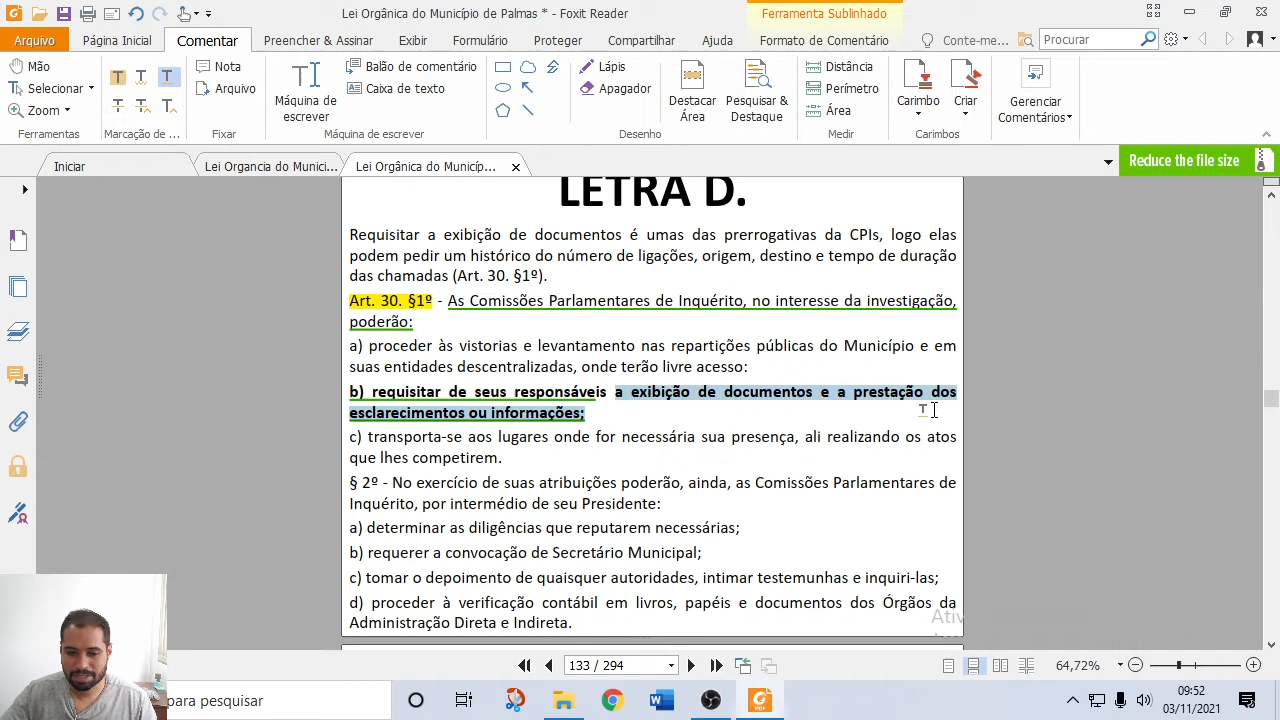 Lei Orgânica do Município de Palmas * - Foxit Reader
Ferramenta Sublinhado
Arquivo
Página Inicial
Comentar
Preencher & Assinar
Exibir
Formulário
Proteger
Compartilhar
Ajuda
Formato de Comentário
Conte-me...
Procurar
Mão
Selecionar
Zoom
Ferramentas
Marcação de ...
Nota
Arquivo
Fixar
Máquina de
escrever
Balão de comentário
Caixa de texto
Máquina de escrever
Lápis
Apagador
Destacar
Área
Pesquisar &
Destaque
Desenho
Distância
Perímetro
Área
Medir
Carimbo
Criar
Carimbos
Gerenciar
Comentários
Iniciar
Lei Organcia do Munici...
Lei Orgânica do Municíp...
Reduce the file size
LETRA D.
Requisitar a exibição de documentos é umas das prerrogativas da CPIs, logo elas
podem pedir um histórico do número de ligações, origem, destino e tempo de duração
das chamadas (Art. 30. §1º).
Art. 30. §1º - As Comissões Parlamentares de Inquérito, no interesse da investigação,
poderão:
a) proceder às vistorias e levantamento nas repartições públicas do Município e em
suas entidades descentralizadas, onde terão livre acesso:
b) requisitar de seus responsáveis a exibição de documentos e a prestação dos
esclarecimentos ou informações;
c) transporta-se aos lugares onde for necessária sua presença, ali realizando os atos
que lhes competirem.
§ 2º - No exercício de suas atribuições poderão, ainda, as Comissões Parlamentares de
Inquérito, por intermédio de seu Presidente:
a) determinar as diligências que reputarem necessárias;
b) requerer a convocação de Secretário Municipal;
c) tomar o depoimento de quaisquer autoridades, intimar testemunhas e inquiri-las;
d) proceder à verificação contábil em livros, papéis e documentos dos Órgãos da
Administração Direta e Indireta.
133 / 294
64,72%
para pesquisar
09:52
03/11/2021